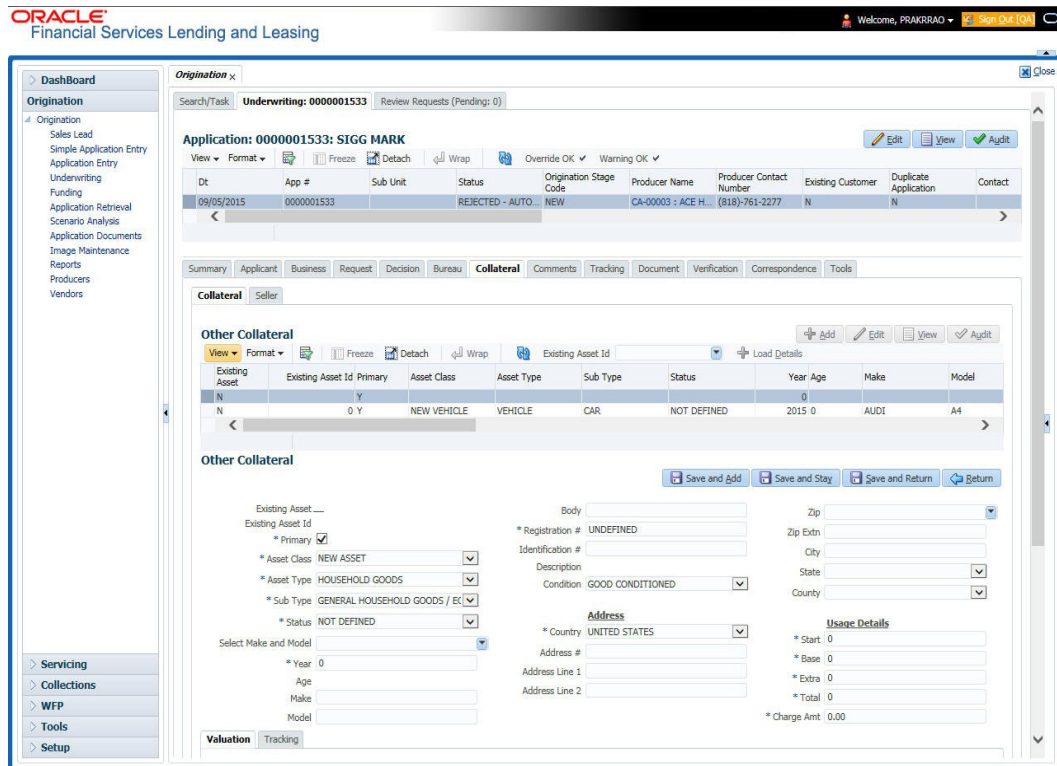 ORACLE
Financial Services Lending and Leasing
Welcome, PRAKRRAO
Sign Out [QA]
Close
DashBoard
Origination
Origination
Sales Lead
Simple Application Entry
Application Entry
Underwriting
Funding
Application Retrieval
Scenario Analysis
Application Documents
Image Maintenance
Reports
Producers
Vendors
Servicing
Collections
WFP
Tools
Setup
Origination x
Search/Task Underwriting: 0000001533 Review Requests (Pending: 0)
Application: 0000001533: SIGG MARK
Edit View Audit
View Format Freeze Detach Wrap Override OK Warning OK
Dt App # Sub Unit Status Origination Stage Code Producer Name Producer Contact Number Existing Customer Duplicate Application Contact
09/05/2015 0000001533 REJECTED - AUTO... NEW CA-00003 : ACE H... (818)-761-2277 N N
Summary Applicant Business Request Decision Bureau Collateral Comments Tracking Document Verification Correspondence Tools
Collateral Seller
Other Collateral
Add Edit View Audit
View Format Freeze Detach Wrap Existing Asset Id Load Details
Existing Asset Existing Asset Id Primary Asset Class Asset Type Sub Type Status Year Age Make Model
N Y 0
N 0 Y NEW VEHICLE VEHICLE CAR NOT DEFINED 2015 0 AUDI A4
Other Collateral
Save and Add Save and Stay Save and Return Return
Existing Asset
Existing Asset Id
* Primary
* Asset Class NEW ASSET
* Asset Type HOUSEHOLD GOODS
* Sub Type GENERAL HOUSEHOLD GOODS / EC
* Status NOT DEFINED
Select Make and Model
* Year 0
Age
Make
Model
Body
* Registration # UNDEFINED
Identification #
Description
Condition GOOD CONDITIONED
Address
* Country UNITED STATES
Address #
Address Line 1
Address Line 2
Zip
Zip Extn
City
State
County
Usage Details
* Start 0
* Base 0
* Extra 0
* Total 0
* Charge Amt 0.00
Valuation Tracking